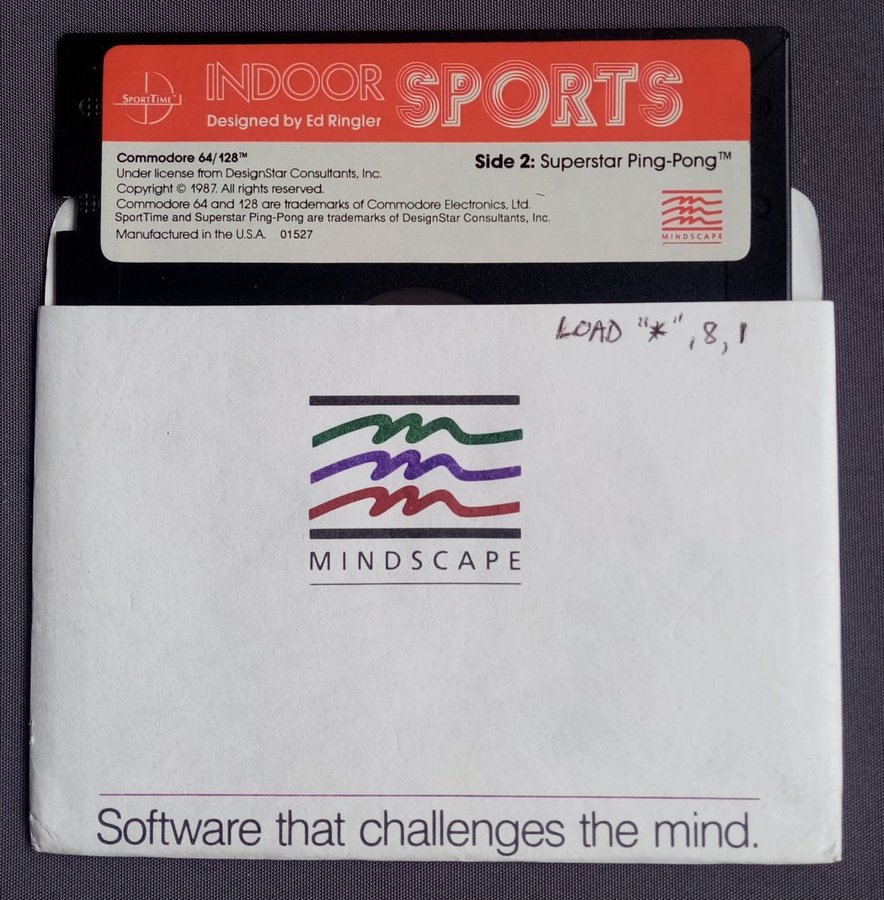 SPORTTIME™
INDOOR SPORTS
Designed by Ed Ringler
Commodore 64/128™
Under license from DesignStar Consultants, Inc.
Copyright © 1987. All rights reserved.
Commodore 64 and 128 are trademarks of Commodore Electronics, Ltd.
SportTime and Superstar Ping-Pong are trademarks of DesignStar Consultants, Inc.
Manufactured in the U.S.A. 01527
Side 2: Superstar Ping-Pong™
MINDSCAPE
LOAD "*",8,1
MINDSCAPE
Software that challenges the mind.